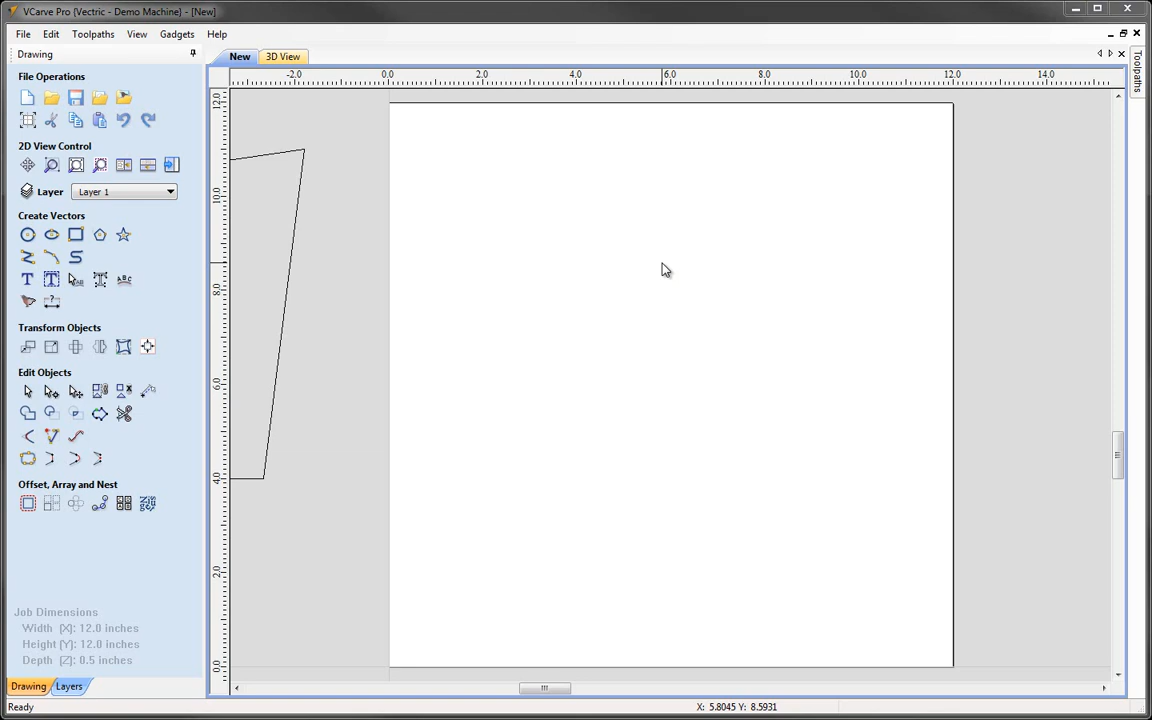 VCarve Pro {Vectric - Demo Machine} - [New]
File Edit Toolpaths View Gadgets Help
Drawing
New
3D View
Toolpaths
File Operations
2D View Control
Layer
Layer 1
Create Vectors
Transform Objects
Edit Objects
Offset, Array and Nest
Job Dimensions
Width (X): 12.0 inches
Height (Y): 12.0 inches
Depth (Z): 0.5 inches
Drawing
Layers
-2.0 0.0 2.0 4.0 6.0 8.0 10.0 12.0 14.0
12.0
10.0
8.0
6.0
4.0
2.0
0.0
Ready
X: 5.8045 Y: 8.5931